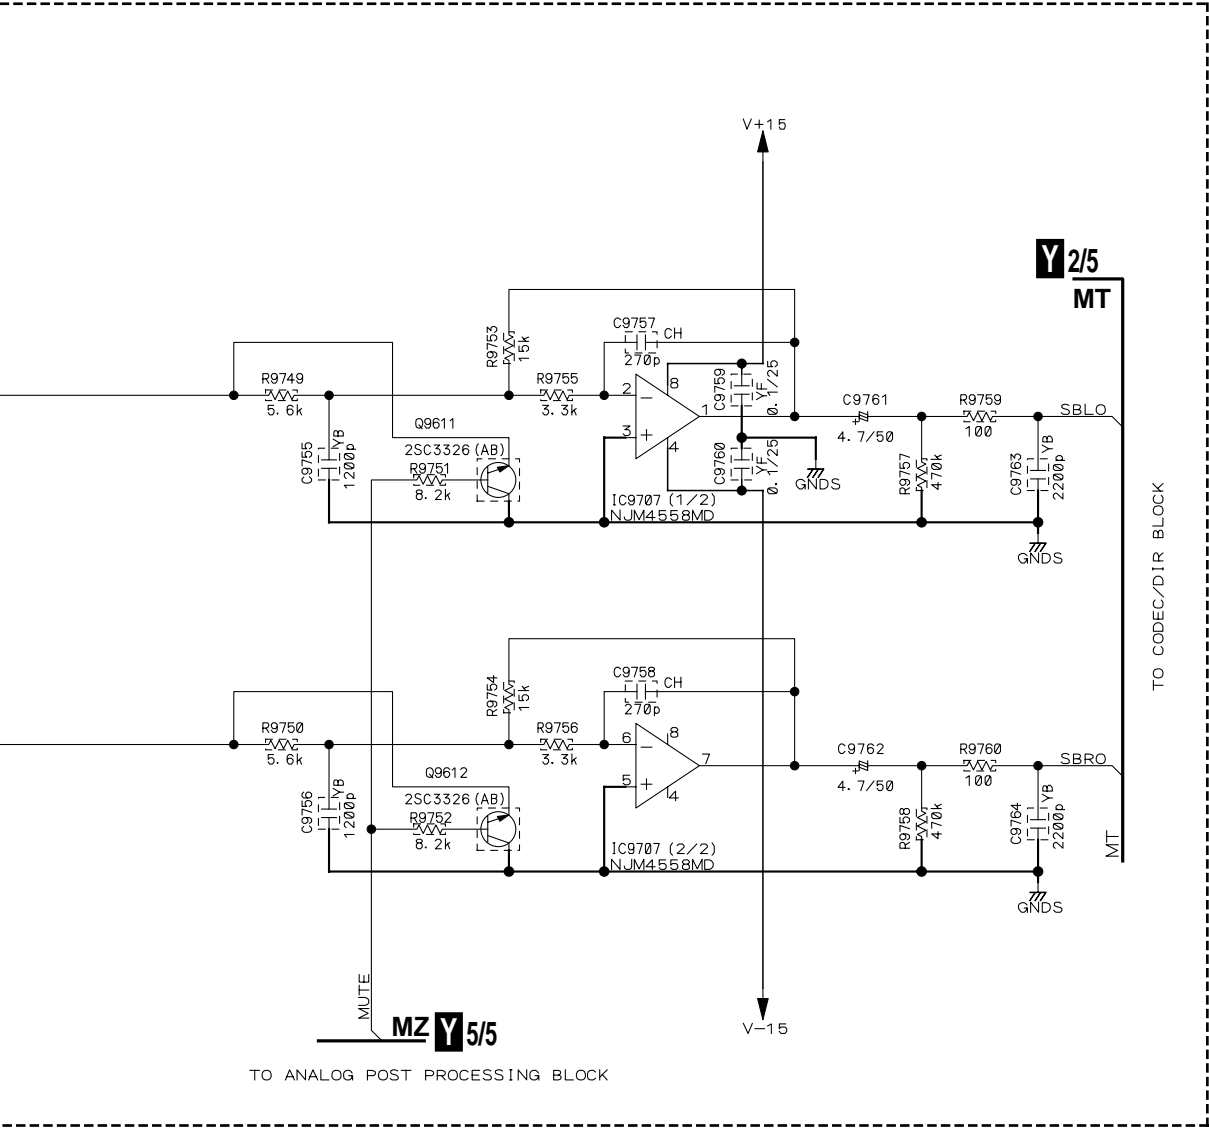 V+15
Y 2/5
MT
R9753
15k
C9757
CH
270p
R9749
5.6k
R9755
3.3k
C9759
YF
0.1/25
2
8
1
3
4
C9761
4.7/50
R9759
100
SBLO
C9755
YB
1200p
Q9611
2SC3326(AB)
R9751
8.2k
C9760
YF
0.1/25
GNDS
R9757
470k
C9763
YB
2200p
IC9707(1/2)
NJM4558MD
GNDS
TO CODEC/DIR BLOCK
R9754
15k
C9758
CH
270p
R9750
5.6k
R9756
3.3k
6
8
7
5
4
C9762
4.7/50
R9760
100
SBRO
C9756
YB
1200p
Q9612
2SC3326(AB)
R9752
8.2k
R9758
470k
C9764
YB
2200p
MT
IC9707(2/2)
NJM4558MD
GNDS
MUTE
MZ Y 5/5
V-15
TO ANALOG POST PROCESSING BLOCK